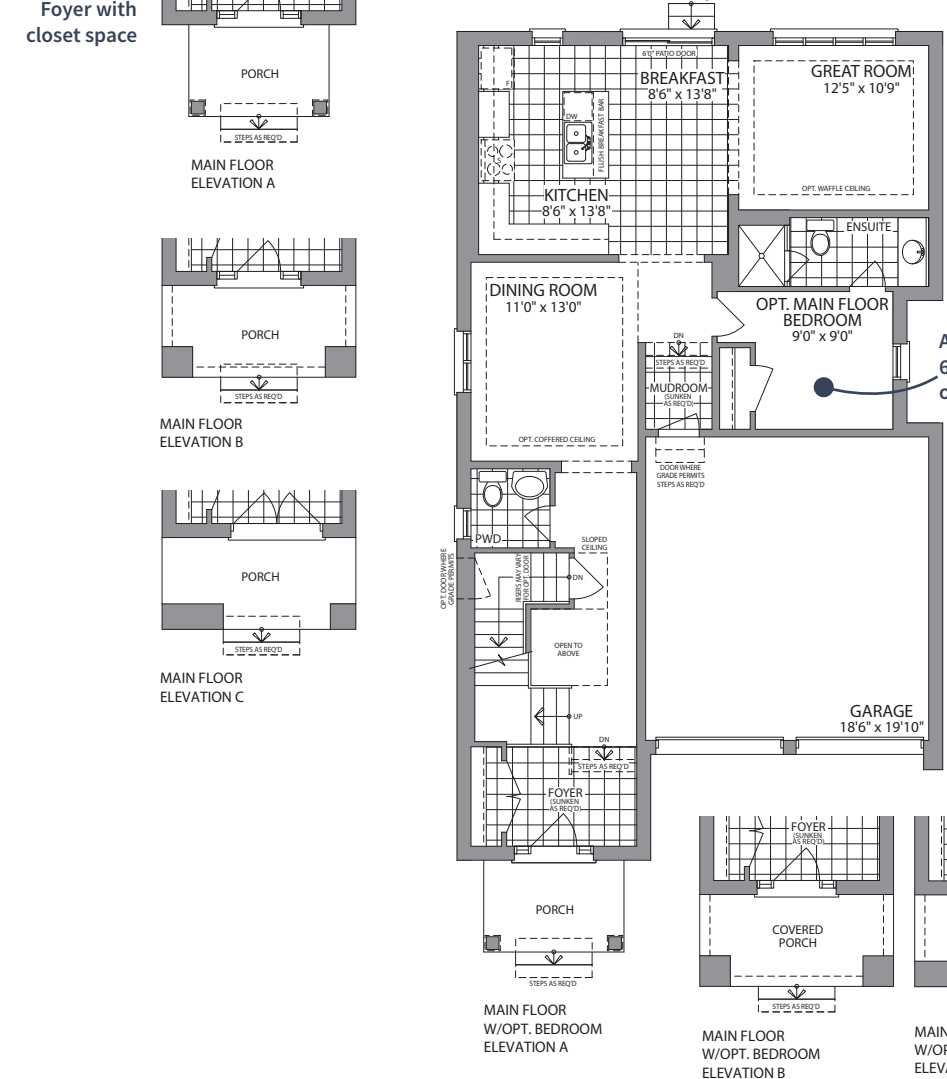 Foyer with
closet space
PORCH
STEPS AS REQ'D
MAIN FLOOR
ELEVATION A
PORCH
STEPS AS REQ'D
MAIN FLOOR
ELEVATION B
PORCH
STEPS AS REQ'D
MAIN FLOOR
ELEVATION C
6'0" PATIO DOOR
BREAKFAST
8'6" x 13'8"
GREAT ROOM
12'5" x 10'9"
OPT. WAFFLE CEILING
F
DW
FLUSH BREAKFAST BAR
S
KITCHEN
8'6" x 13'8"
ENSUITE
DINING ROOM
11'0" x 13'0"
OPT. COFFERED CEILING
OPT. MAIN FLOOR
BEDROOM
9'0" x 9'0"
A
6
DN
STEPS AS REQ'D
MUDROOM
(SUNKEN
AS REQ'D)
DOOR WHERE
GRADE PERMITS
STEPS AS REQ'D
PWD
SLOPED
CEILING
OPT. DOOR WHERE
GRADE PERMITS
RISERS MAY VARY
FOR OPT. DOOR
DN
OPEN TO
ABOVE
UP
GARAGE
18'6" x 19'10"
DN
STEPS AS REQ'D
FOYER
(SUNKEN
AS REQ'D)
PORCH
STEPS AS REQ'D
MAIN FLOOR
W/OPT. BEDROOM
ELEVATION A
FOYER
(SUNKEN
AS REQ'D)
COVERED
PORCH
STEPS AS REQ'D
MAIN FLOOR
W/OPT. BEDROOM
ELEVATION B
MAIN
W/OP
ELEV.